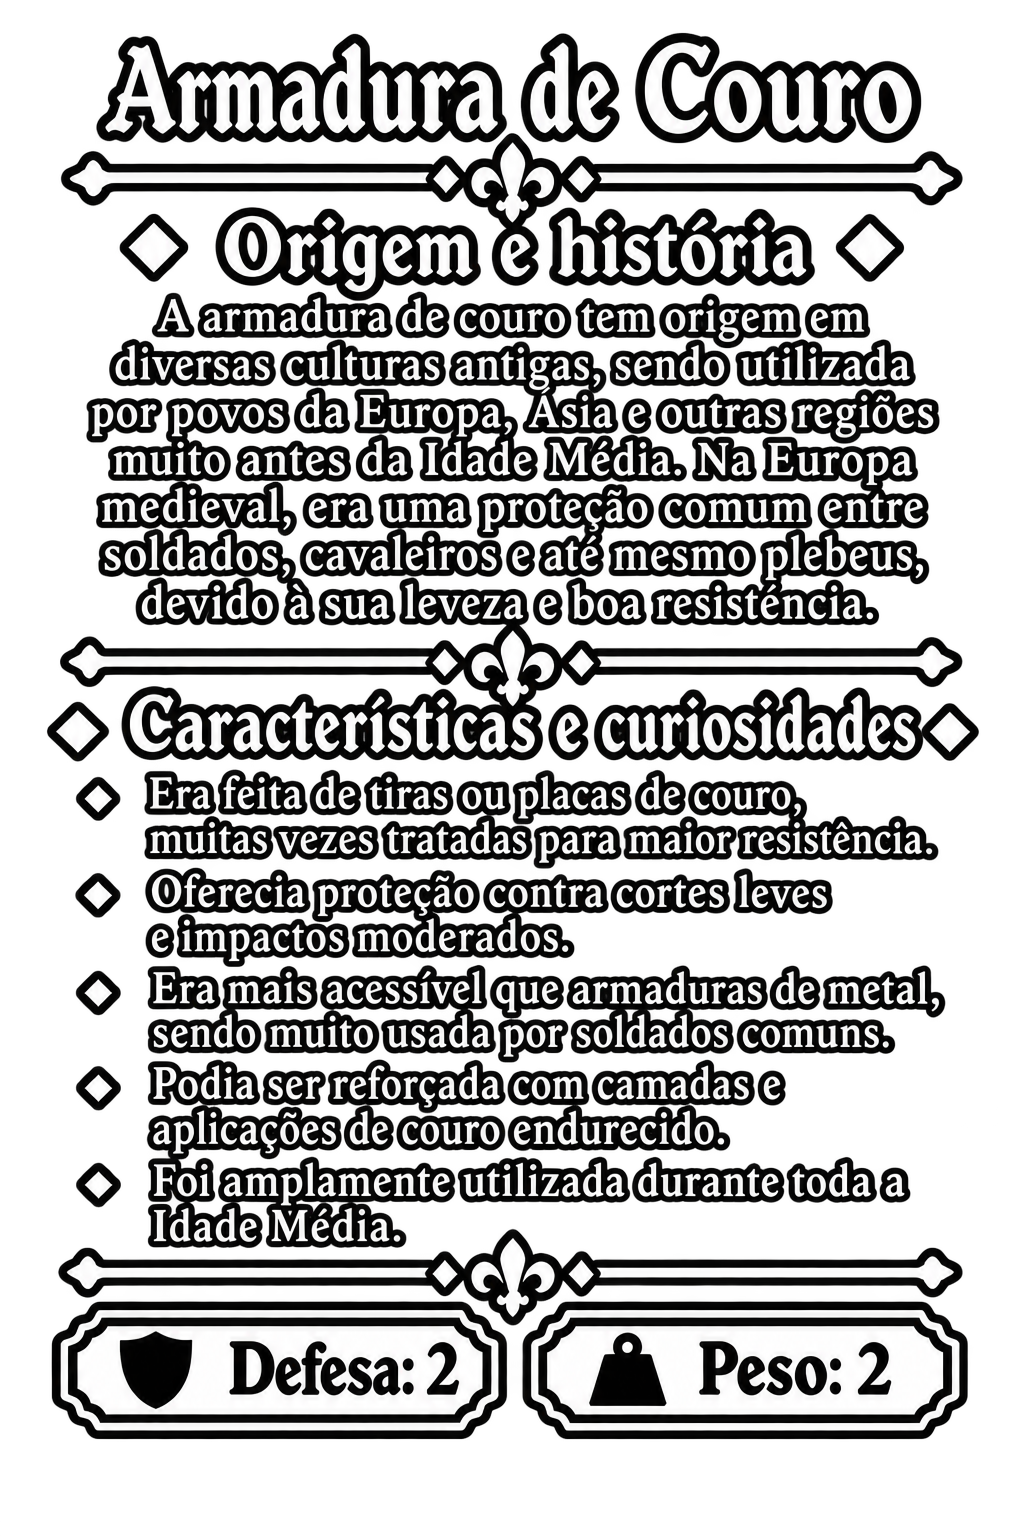 Armadura de Couro
Origem e história
A armadura de couro tem origem em
diversas culturas antigas, sendo utilizada
por povos da Europa, Ásia e outras regiões
muito antes da Idade Média. Na Europa
medieval, era uma proteção comum entre
soldados, cavaleiros e até mesmo plebeus,
devido à sua leveza e boa resisténcia.
Características e curiosidades
Era feita de tiras ou placas de couro,
muitas vezes tratadas para maior resistência.
Oferecia proteção contra cortes leves
e impactos moderados.
Era mais acessível que armaduras de metal,
sendo muito usada por soldados comuns.
Podia ser reforçada com camadas e
aplicações de couro endurecido.
Foi amplamente utilizada durante toda a
Idade Média.
Defesa: 2
Peso: 2